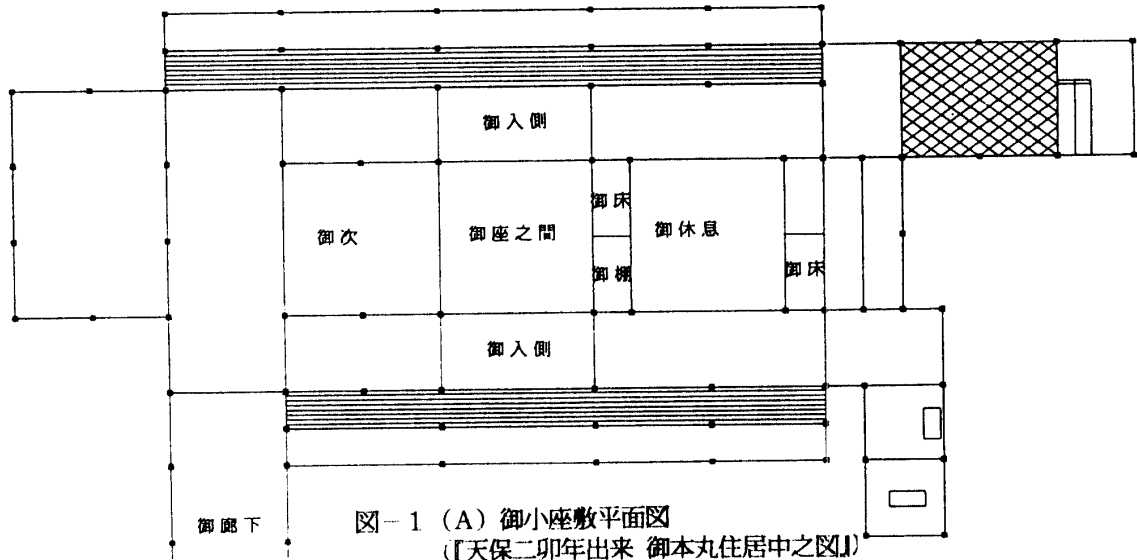 御入側
御次
御座之間
御床
御棚
御休息
御床
御入側
御廊下
図-1 (A) 御小座敷平面図
(『天保二卯年出来 御本丸住居中之図』)